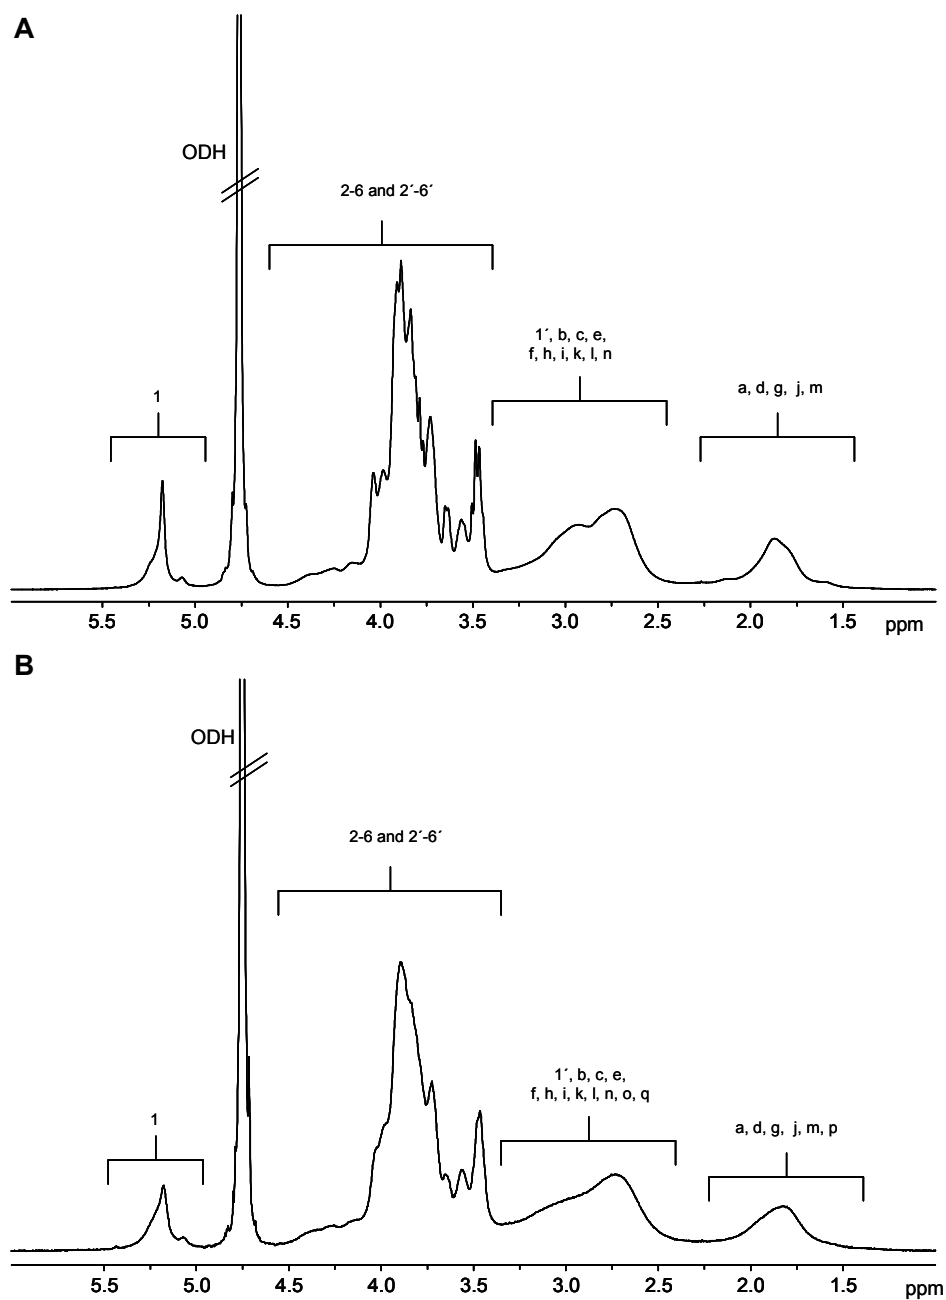 A
ODH
2-6 and 2´-6´
1´, b, c, e,
f, h, i, k, l, n
a, d, g, j, m
1
5.5 5.0 4.5 4.0 3.5 3.0 2.5 2.0 1.5 ppm
B
ODH
2-6 and 2´-6´
1´, b, c, e,
f, h, i, k, l, n, o, q
a, d, g, j, m, p
1
5.5 5.0 4.5 4.0 3.5 3.0 2.5 2.0 1.5 ppm